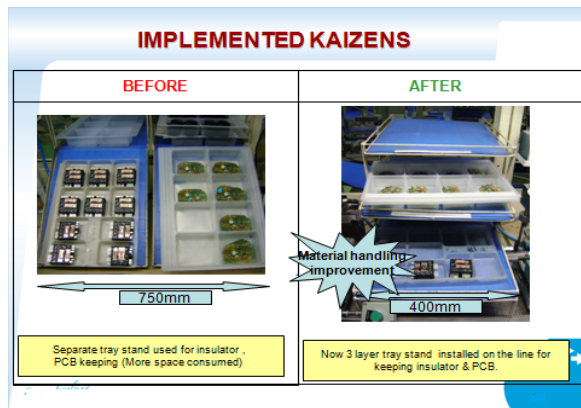 IMPLEMENTED KAIZENS
BEFORE
AFTER
Material handling
improvement
750mm
400mm
Separate tray stand used for insulator ,
PCB keeping (More space consumed)
Now 3 layer tray stand installed on the line for
keeping insulator & PCB.